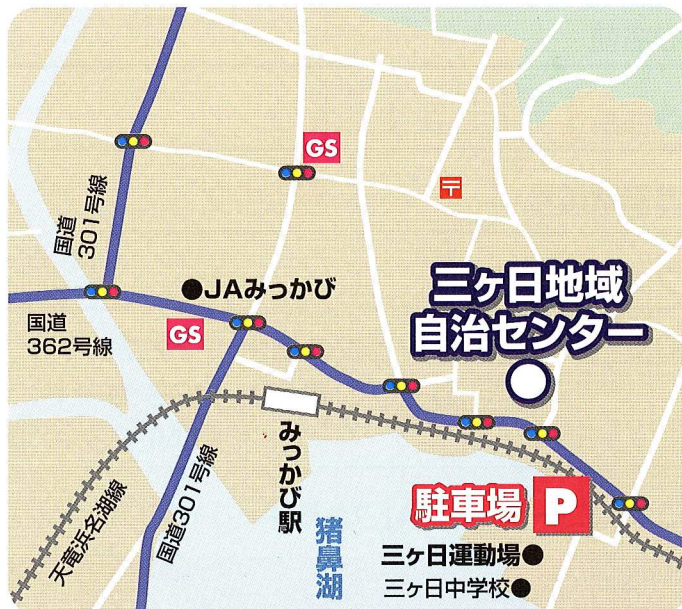 GS
〒
国道
301号線
●JAみっかび
三ヶ日地域
自治センター
国道
362号線
GS
みっかび駅
天竜浜名湖線
国道301号線
猪鼻湖
駐車場 P
三ヶ日運動場●
三ヶ日中学校●